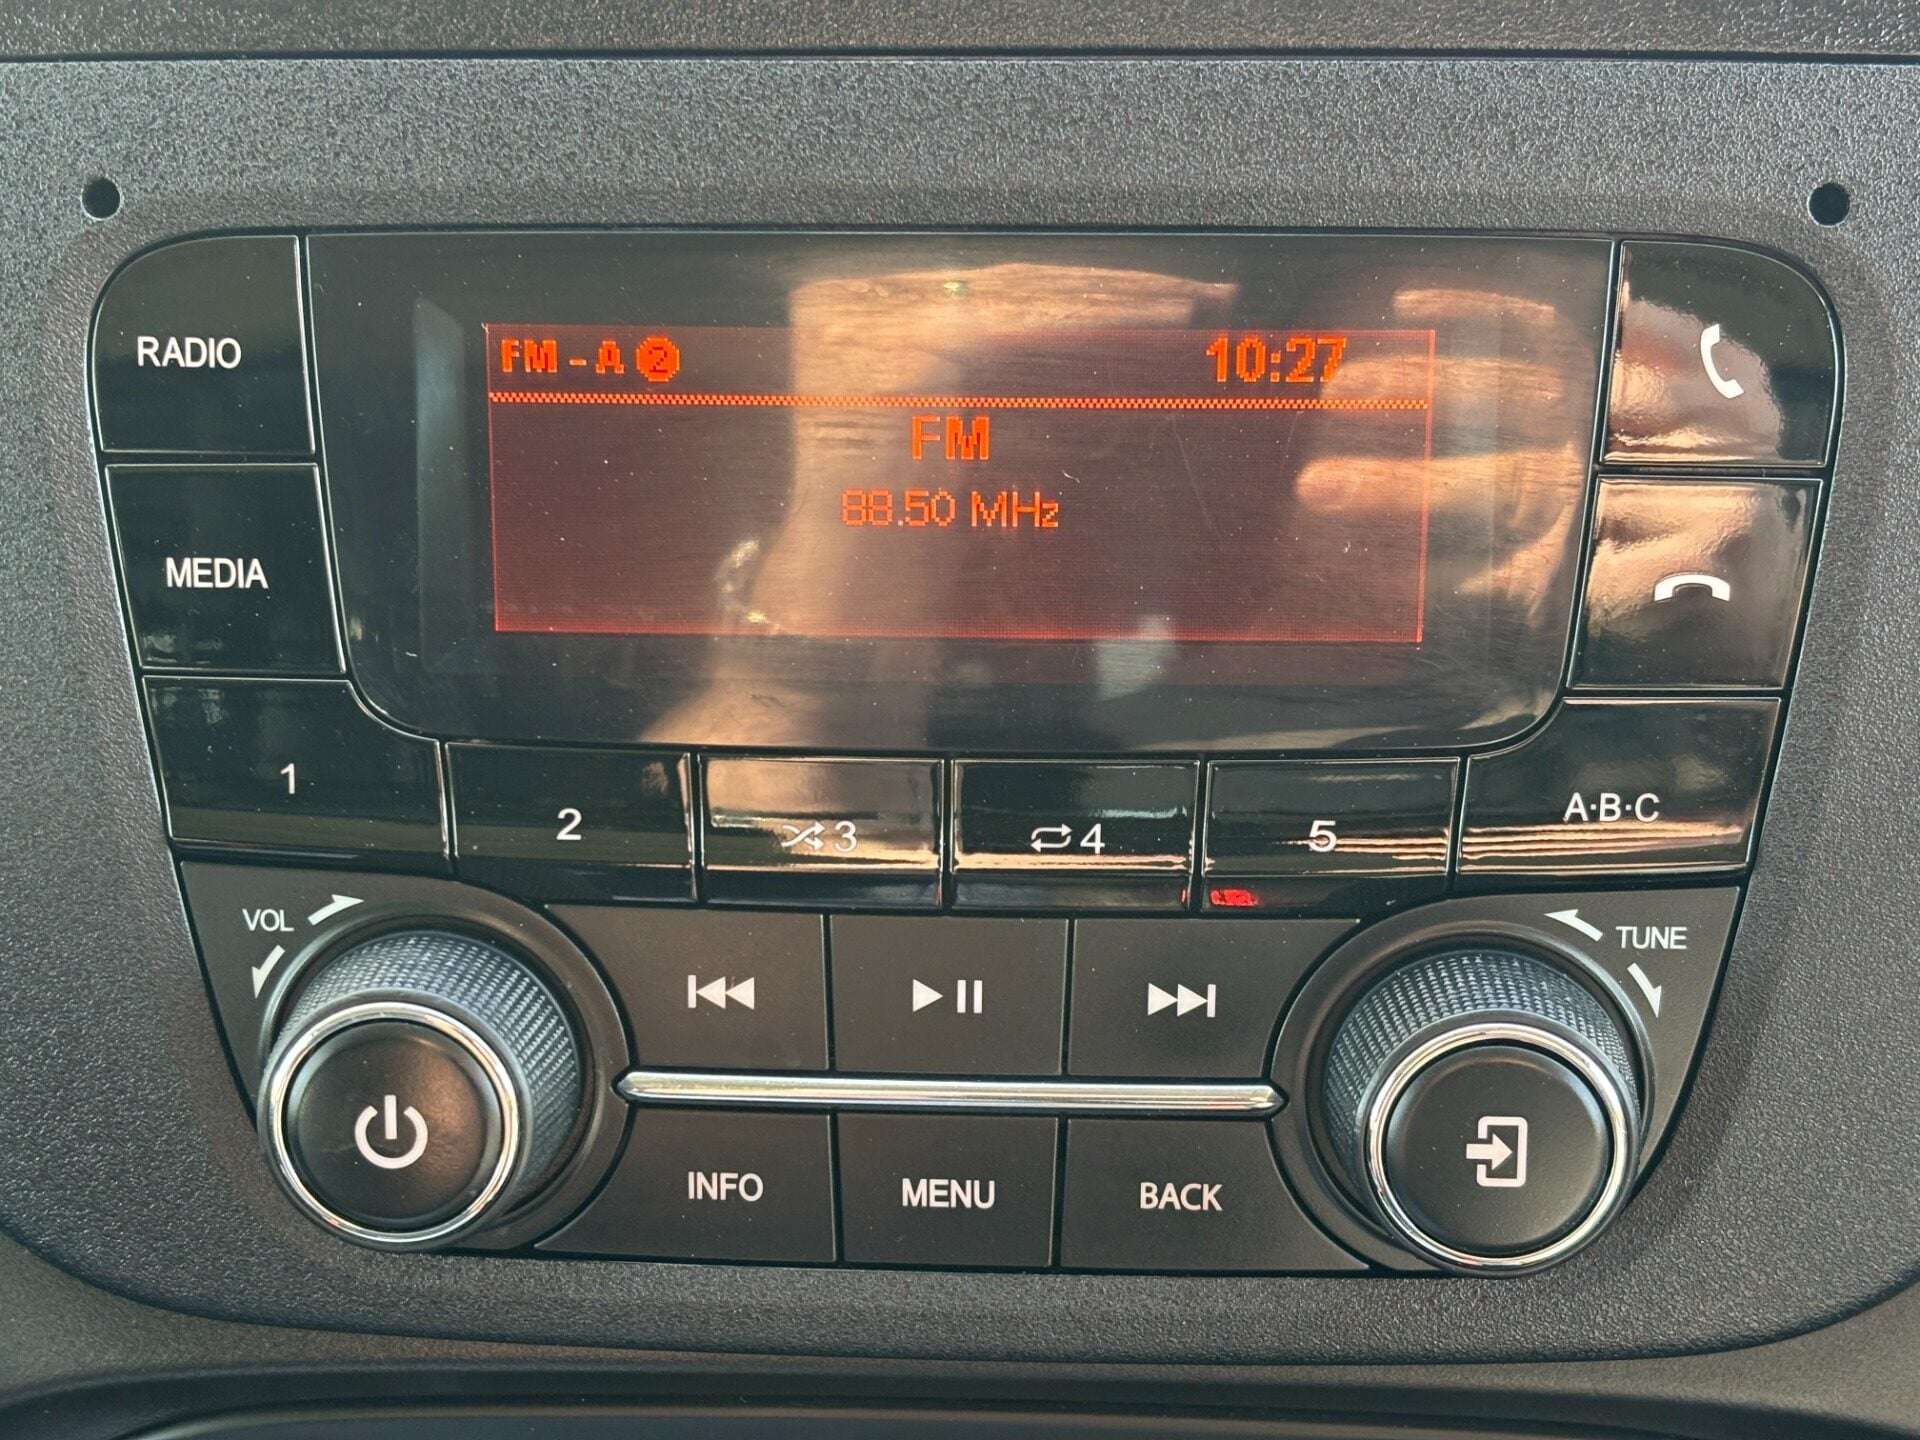 FM-A 2 10:27
FM
88.50 MHz
RADIO
MEDIA
1 2 3 4 5 A·B·C
VOL TUNE
INFO MENU BACK